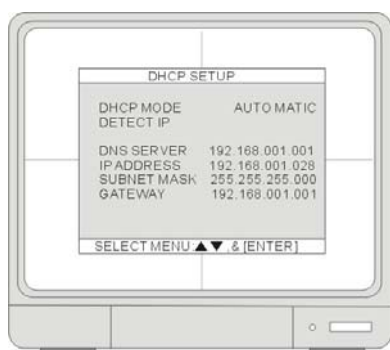 DHCP SETUP
DHCP MODE AUTO MATIC
DETECT IP
DNS SERVER 192.168.001.001
IP ADDRESS 192.168.001.028
SUBNET MASK 255.255.255.000
GATEWAY 192.168.001.001
SELECT MENU:▲▼,& [ENTER]